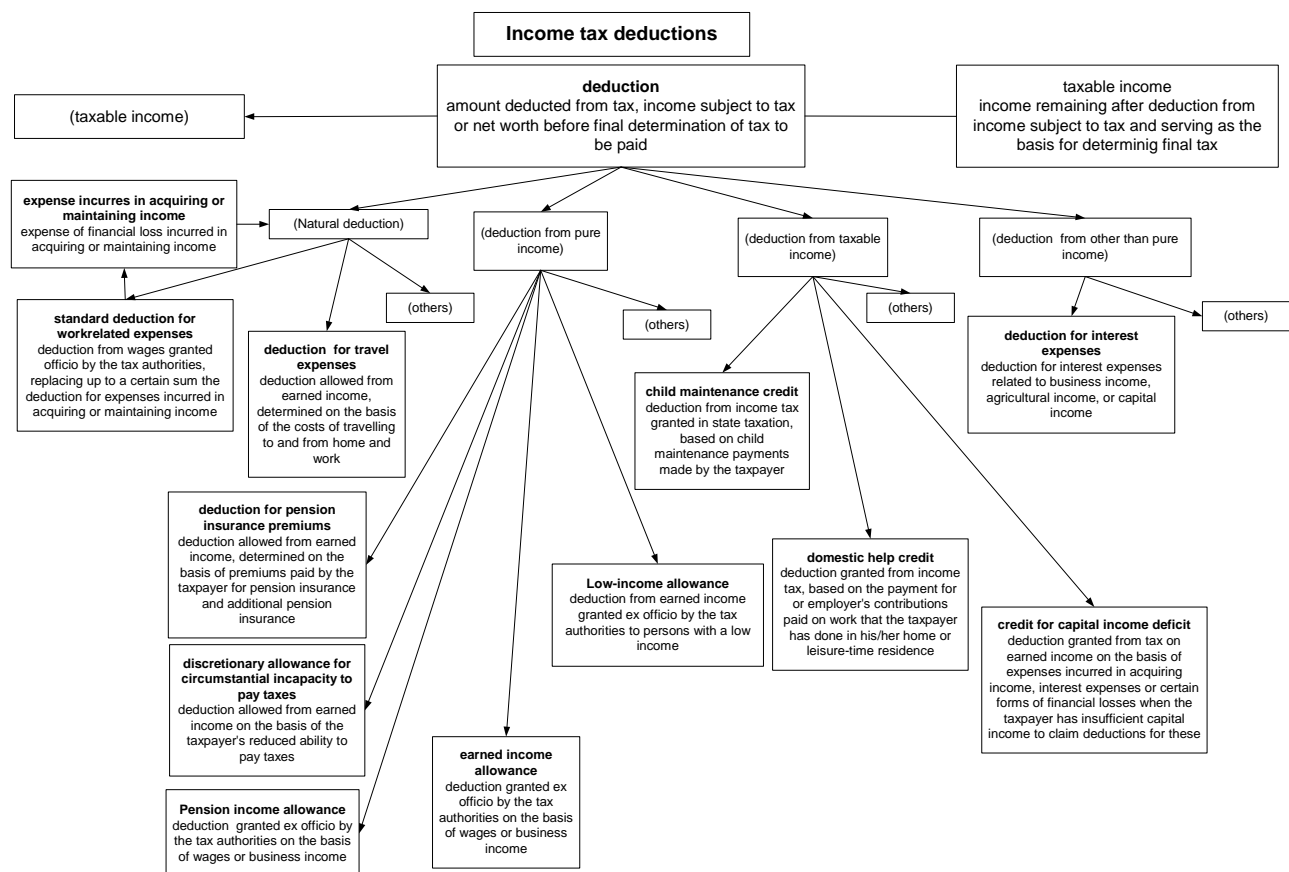 Income tax deductions
deduction
amount deducted from tax, income subject to tax
or net worth before final determination of tax to
be paid
taxable income
income remaining after deduction from
income subject to tax and serving as the
basis for determinig final tax
(taxable income)
expense incurres in acquiring or
maintaining income
expense of financial loss incurred in
acquiring or maintaining income
(Natural deduction)
(deduction from pure
income)
(deduction from taxable
income)
(deduction from other than pure
income)
(others)
(others)
(others)
(others)
standard deduction for
workrelated expenses
deduction from wages granted
officio by the tax authorities,
replacing up to a certain sum the
deduction for expenses incurred in
acquiring or maintaining income
deduction for travel
expenses
deduction allowed from
earned income,
determined on the basis
of the costs of travelling
to and from home and
work
child maintenance credit
deduction from income tax
granted in state taxation,
based on child
maintenance payments
made by the taxpayer
deduction for interest
expenses
deduction for interest expenses
related to business income,
agricultural income, or capital
income
deduction for pension
insurance premiums
deduction allowed from earned
income, determined on the
basis of premiums paid by the
taxpayer for pension insurance
and additional pension
insurance
Low-income allowance
deduction from earned income
granted ex officio by the tax
authorities to persons with a low
income
domestic help credit
deduction granted from income
tax, based on the payment for
or employer's contributions
paid on work that the taxpayer
has done in his/her home or
leisure-time residence
credit for capital income deficit
deduction granted from tax on
earned income on the basis of
expenses incurred in acquiring
income, interest expenses or certain
forms of financial losses when the
taxpayer has insufficient capital
income to claim deductions for these
discretionary allowance for
circumstantial incapacity to
pay taxes
deduction allowed from earned
income on the basis of the
taxpayer's reduced ability to
pay taxes
earned income
allowance
deduction granted ex
officio by the tax
authorities on the basis
of wages or business
income
Pension income allowance
deduction granted ex officio by
the tax authorities on the basis
of wages or business income